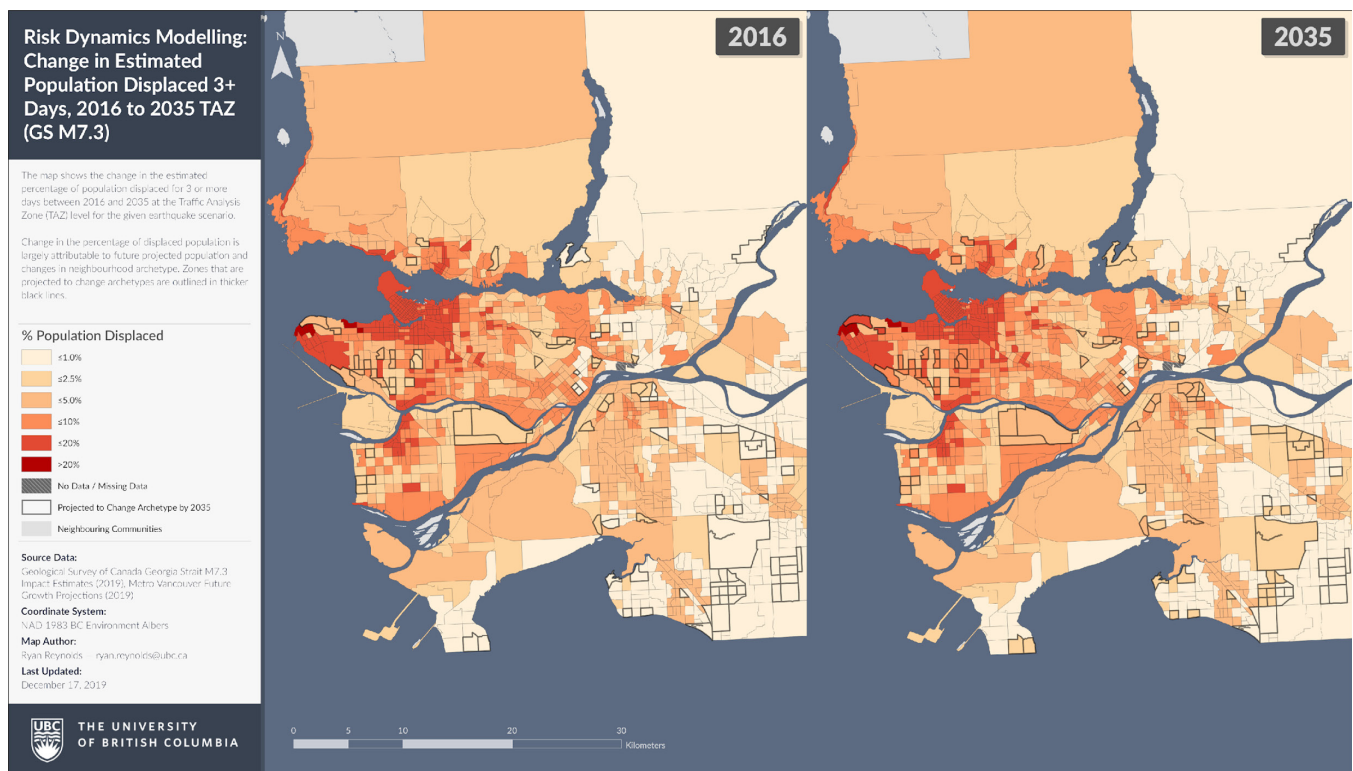 Risk Dynamics Modelling:
Change in Estimated
Population Displaced 3+
Days, 2016 to 2035 TAZ
(GS M7.3)
The map shows the change in the estimated
percentage of population displaced for 3 or more
days between 2016 and 2035 at the Traffic Analysis
Zone (TAZ) level for the given earthquake scenario.
Change in the percentage of displaced population is
largely attributable to future projected population and
changes in neighbourhood archetype. Zones that are
projected to change archetypes are outlined in thicker
black lines.
% Population Displaced
≤1.0%
≤2.5%
≤5.0%
≤10%
≤20%
>20%
No Data / Missing Data
Projected to Change Archetype by 2035
Neighbouring Communities
Source Data:
Geological Survey of Canada Georgia Strait M7.3
Impact Estimates (2019), Metro Vancouver Future
Growth Projections (2019)
Coordinate System:
NAD 1983 BC Environment Albers
Map Author:
Ryan Reynolds ryan.reynolds@ubc.ca
Last Updated:
December 17, 2019
UBC
THE UNIVERSITY
OF BRITISH COLUMBIA
N
2016
2035
0 5 10 20 30
Kilometers